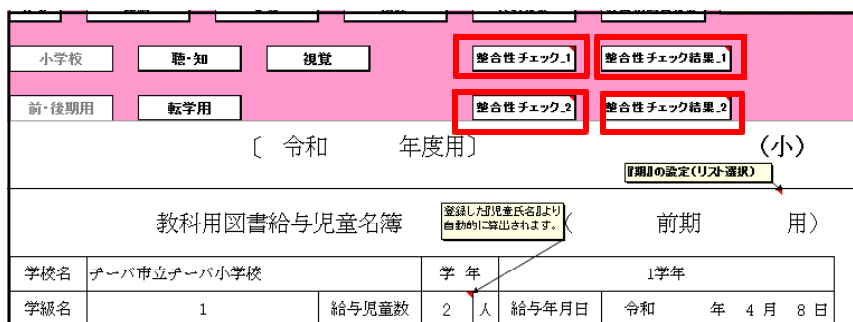 小学校 聴・知 視覚 整合性チェック_1 整合性チェック結果_1
前・後期用 転学用 整合性チェック_2 整合性チェック結果_2
〔 令和 年度用〕 (小)
『期』の設定(リスト選択)
教科用図書給与児童名簿 ( 前期 用)
登録した『児童氏名』より
自動的に算出されます。
学校名 チーバ市立チーバ小学校 学 年 1学年
学級名 1 給与児童数 2 人 給与年月日 令和 年 4 月 8 日